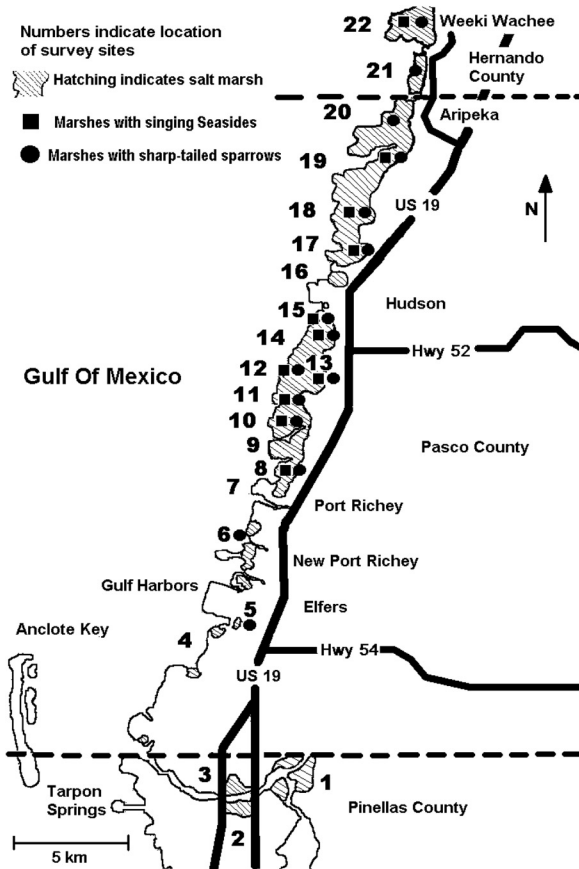 Numbers indicate location
of survey sites
Hatching indicates salt marsh
Marshes with singing Seasides
Marshes with sharp-tailed sparrows
22
Weeki Wachee
Hernando
County
21
20
Aripeka
19
US 19
18
N
17
16
Hudson
15
14
Hwy 52
12
13
Gulf Of Mexico
11
10
9
Pasco County
8
7
Port Richey
6
New Port Richey
Gulf Harbors
5
Elfers
Anclote Key
4
Hwy 54
US 19
3
1
Tarpon
Springs
Pinellas County
2
5 km